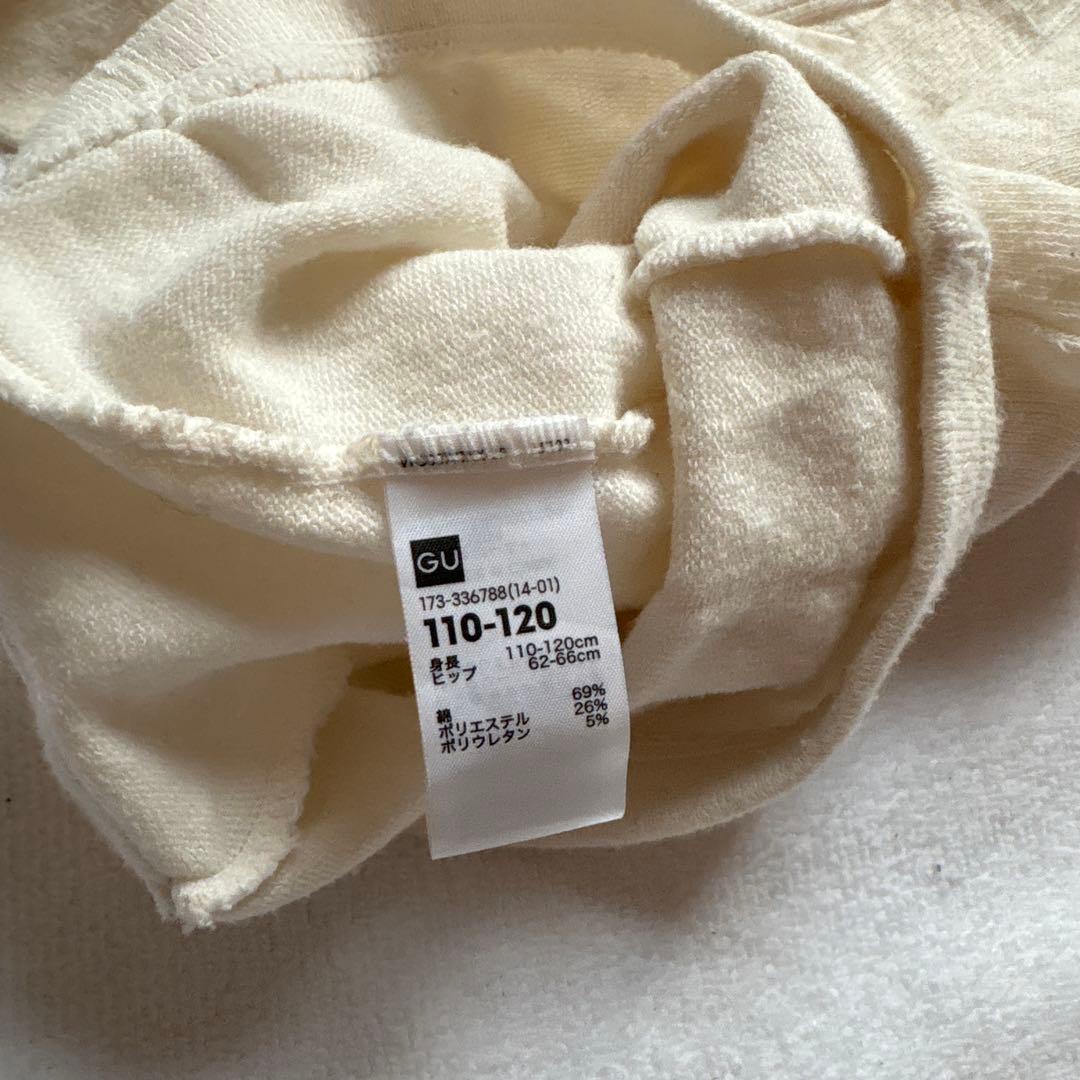 GU
173-336788(14-01)
110-120
身長 110-120cm
ヒップ 62-66cm
綿 69%
ポリエステル 26%
ポリウレタン 5%